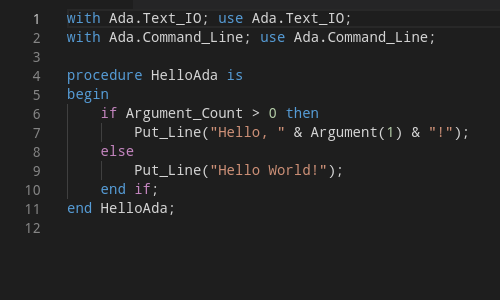 1 with Ada.Text_IO; use Ada.Text_IO;
2 with Ada.Command_Line; use Ada.Command_Line;
3
4 procedure HelloAda is
5 begin
6     if Argument_Count > 0 then
7         Put_Line("Hello, " & Argument(1) & "!");
8     else
9         Put_Line("Hello World!");
10     end if;
11 end HelloAda;
12